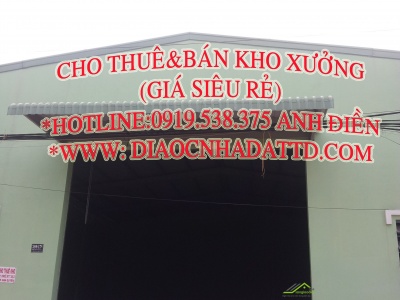 CHO THUÊ&BÁN KHO XƯỞNG
(GIÁ SIÊU RẺ)
*HOTLINE:0919.538.375 ANH ĐIỀN
*WWW: DIAOCNHADATTD.COM